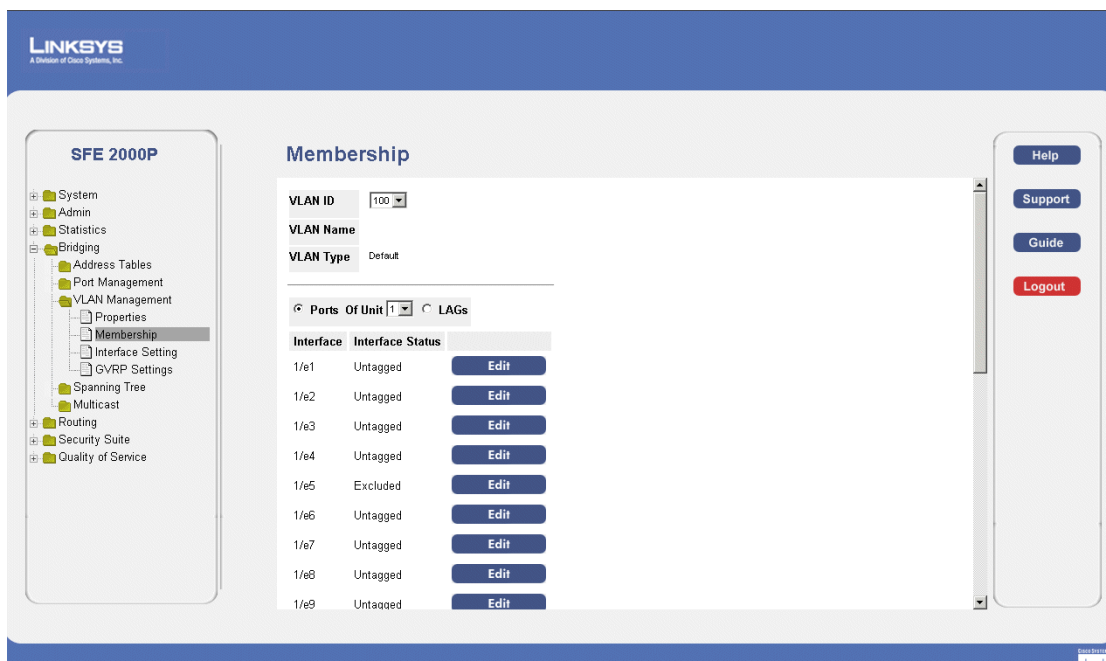 LINKSYS
A Division of Cisco Systems, Inc.
SFE 2000P
System
Admin
Statistics
Bridging
Address Tables
Port Management
VLAN Management
Properties
Membership
Interface Setting
GVRP Settings
Spanning Tree
Multicast
Routing
Security Suite
Quality of Service
Membership
VLAN ID 100
VLAN Name
VLAN Type Default
Ports Of Unit 1 LAGs
Interface Interface Status
1/e1 Untagged Edit
1/e2 Untagged Edit
1/e3 Untagged Edit
1/e4 Untagged Edit
1/e5 Excluded Edit
1/e6 Untagged Edit
1/e7 Untagged Edit
1/e8 Untagged Edit
1/e9 Untagged Edit
Help
Support
Guide
Logout